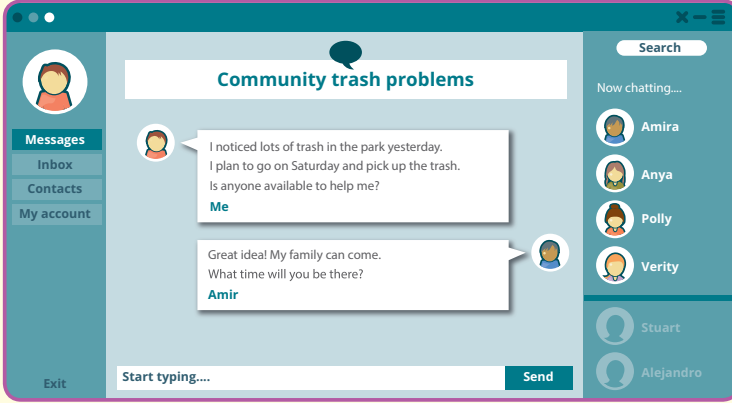 Search
Community trash problems
Now chatting....
Messages
Inbox
Contacts
My account
I noticed lots of trash in the park yesterday.
I plan to go on Saturday and pick up the trash.
Is anyone available to help me?
Me
Great idea! My family can come.
What time will you be there?
Amir
Amira
Anya
Polly
Verity
Stuart
Alejandro
Exit
Start typing....
Send